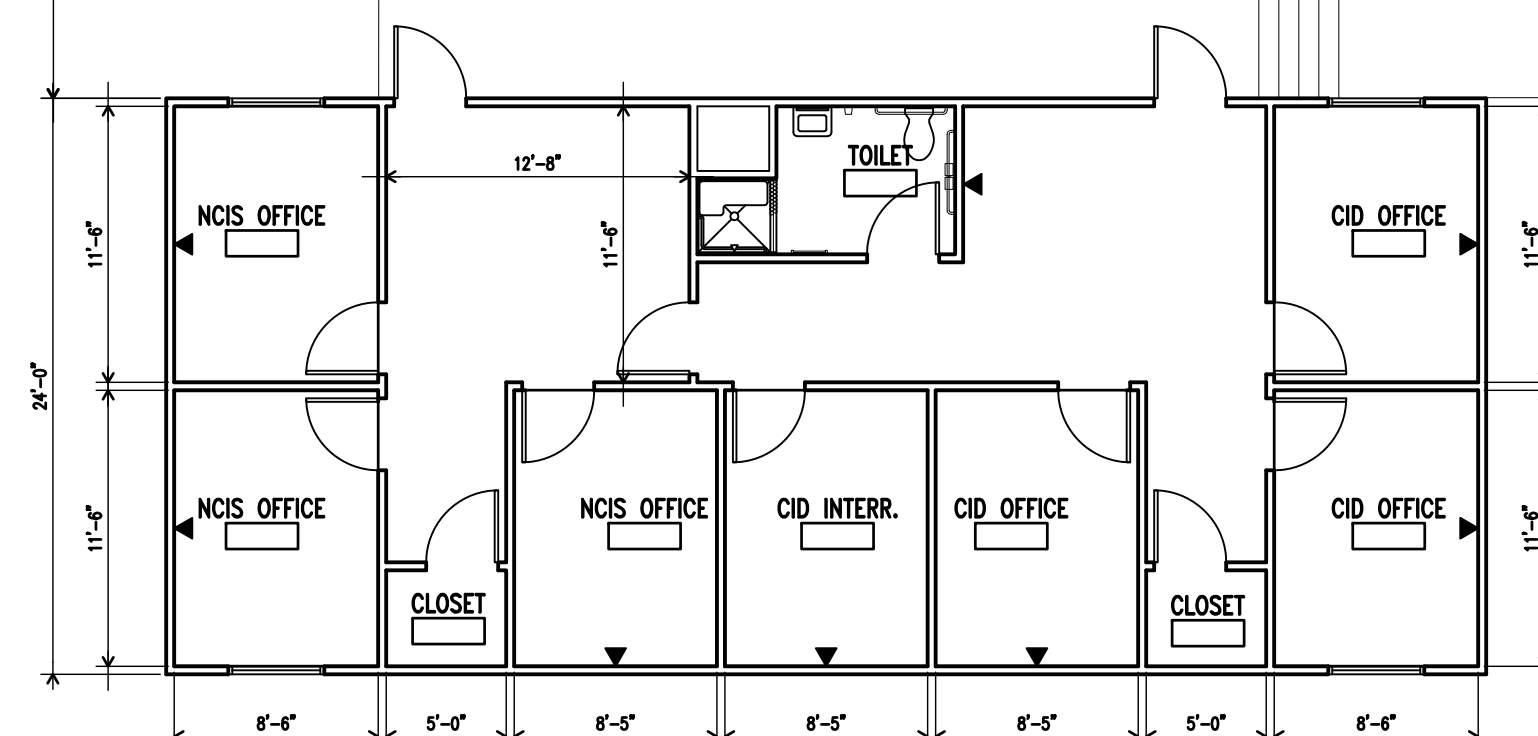 12'-8"
TOILET
NCIS OFFICE
CID OFFICE
11'-6"
11'-6"
11'-6"
24'-0"
NCIS OFFICE
NCIS OFFICE
CID INTERR.
CID OFFICE
CID OFFICE
11'-6"
11'-6"
CLOSET
CLOSET
8'-6"
5'-0"
8'-5"
8'-5"
8'-5"
5'-0"
8'-6"